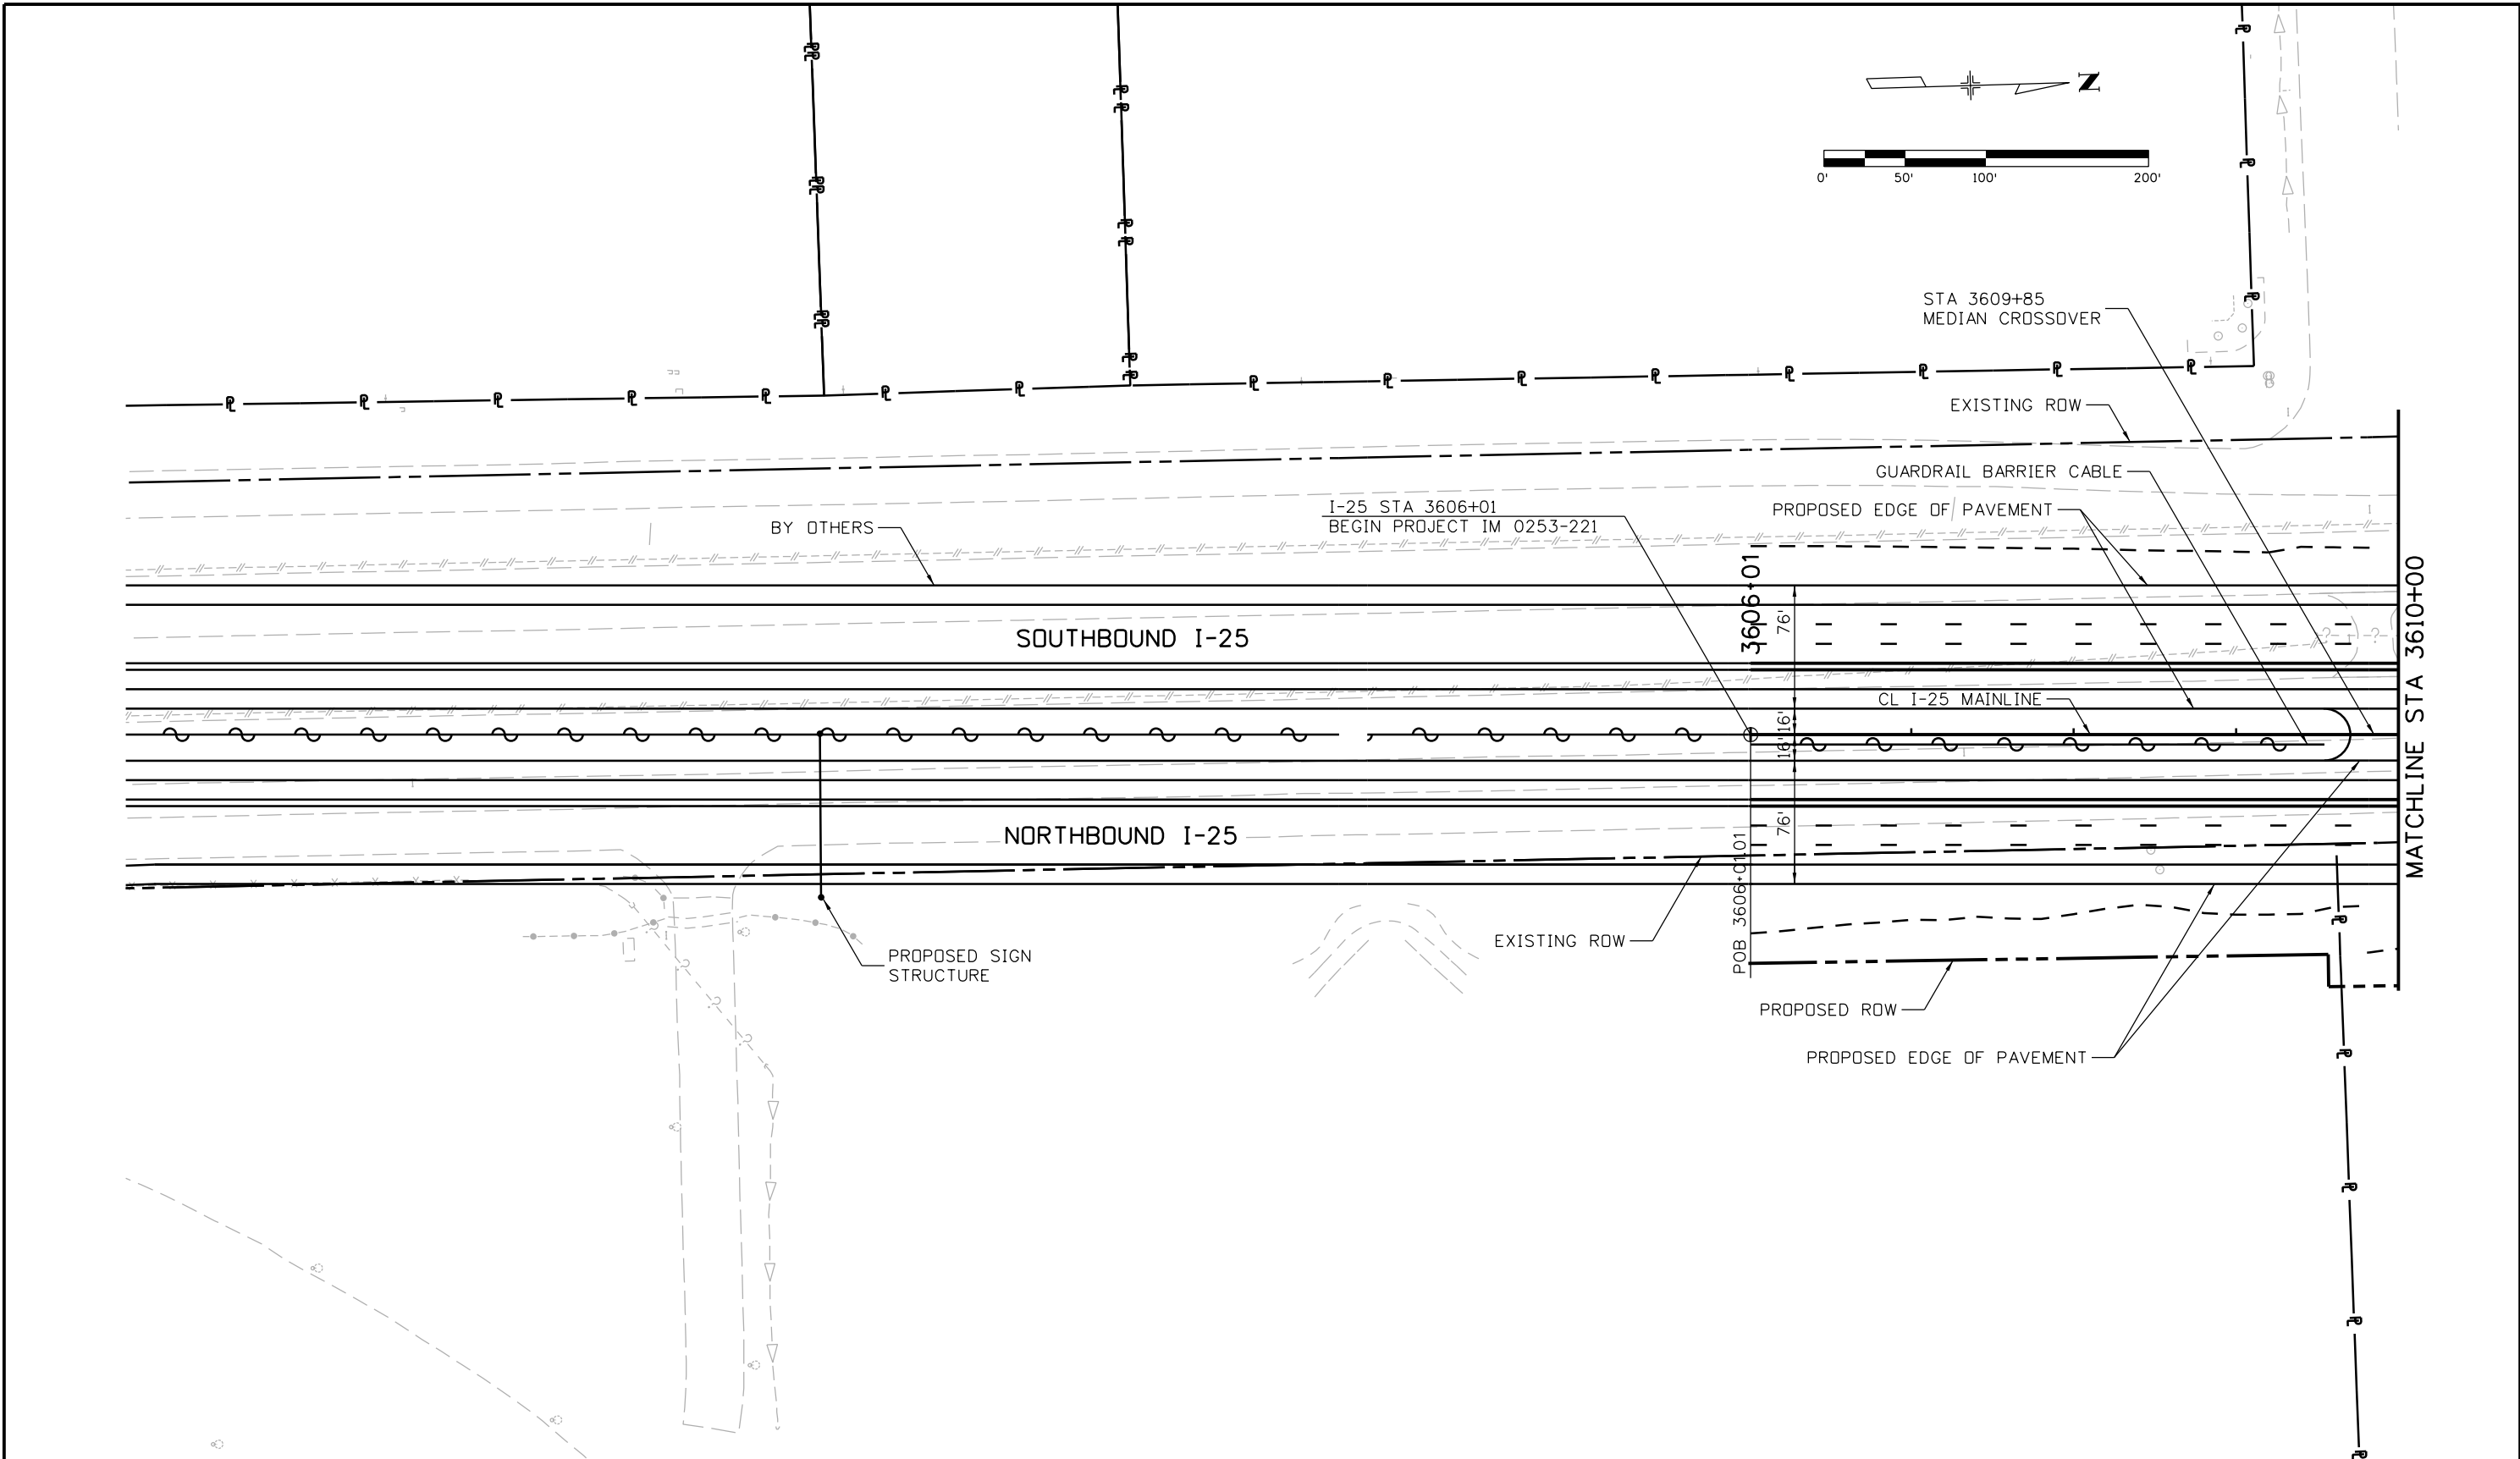 N
0' 50' 100' 200'
STA 3609+85
MEDIAN CROSSOVER
EXISTING ROW
GUARDRAIL BARRIER CABLE
I-25 STA 3606+01
BEGIN PROJECT IM 0253-221
PROPOSED EDGE OF PAVEMENT
BY OTHERS
3606+01
76'
SOUTHBOUND I-25
CL I-25 MAINLINE
16'
16'
76'
NORTHBOUND I-25
MATCHLINE STA 3610+00
POB 3606+01.01
EXISTING ROW
PROPOSED SIGN
STRUCTURE
PROPOSED ROW
PROPOSED EDGE OF PAVEMENT